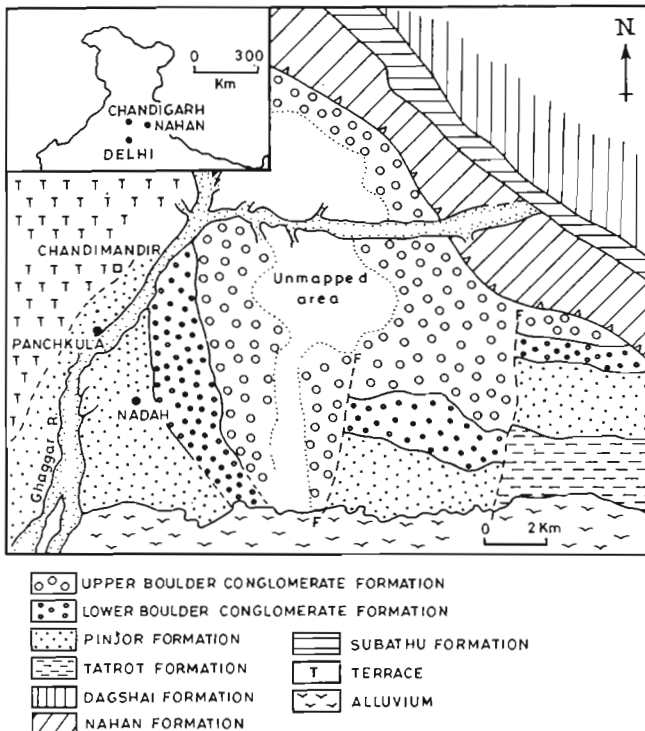 N
0 300
Km
CHANDIGARH
NAHAN
DELHI
CHANDIMANDIR
PANCHKULA
NADAH
Ghaggar R.
Unmapped
area
F
F
F
0 2 Km
T
UPPER BOULDER CONGLOMERATE FORMATION
LOWER BOULDER CONGLOMERATE FORMATION
PINJOR FORMATION
TATROT FORMATION
DAGSHAI FORMATION
NAHAN FORMATION
SUBATHU FORMATION
T TERRACE
ALLUVIUM